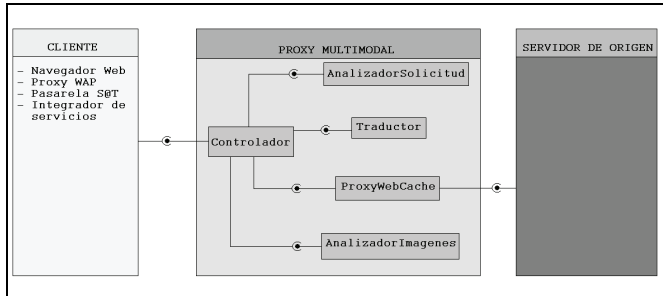 CLIENTE
- Navegador Web
- Proxy WAP
- Pasarela S@T
- Integrador de
servicios
PROXY MULTIMODAL
AnalizadorSolicitud
Traductor
Controlador
ProxyWebCache
AnalizadorImagenes
SERVIDOR DE ORIGEN